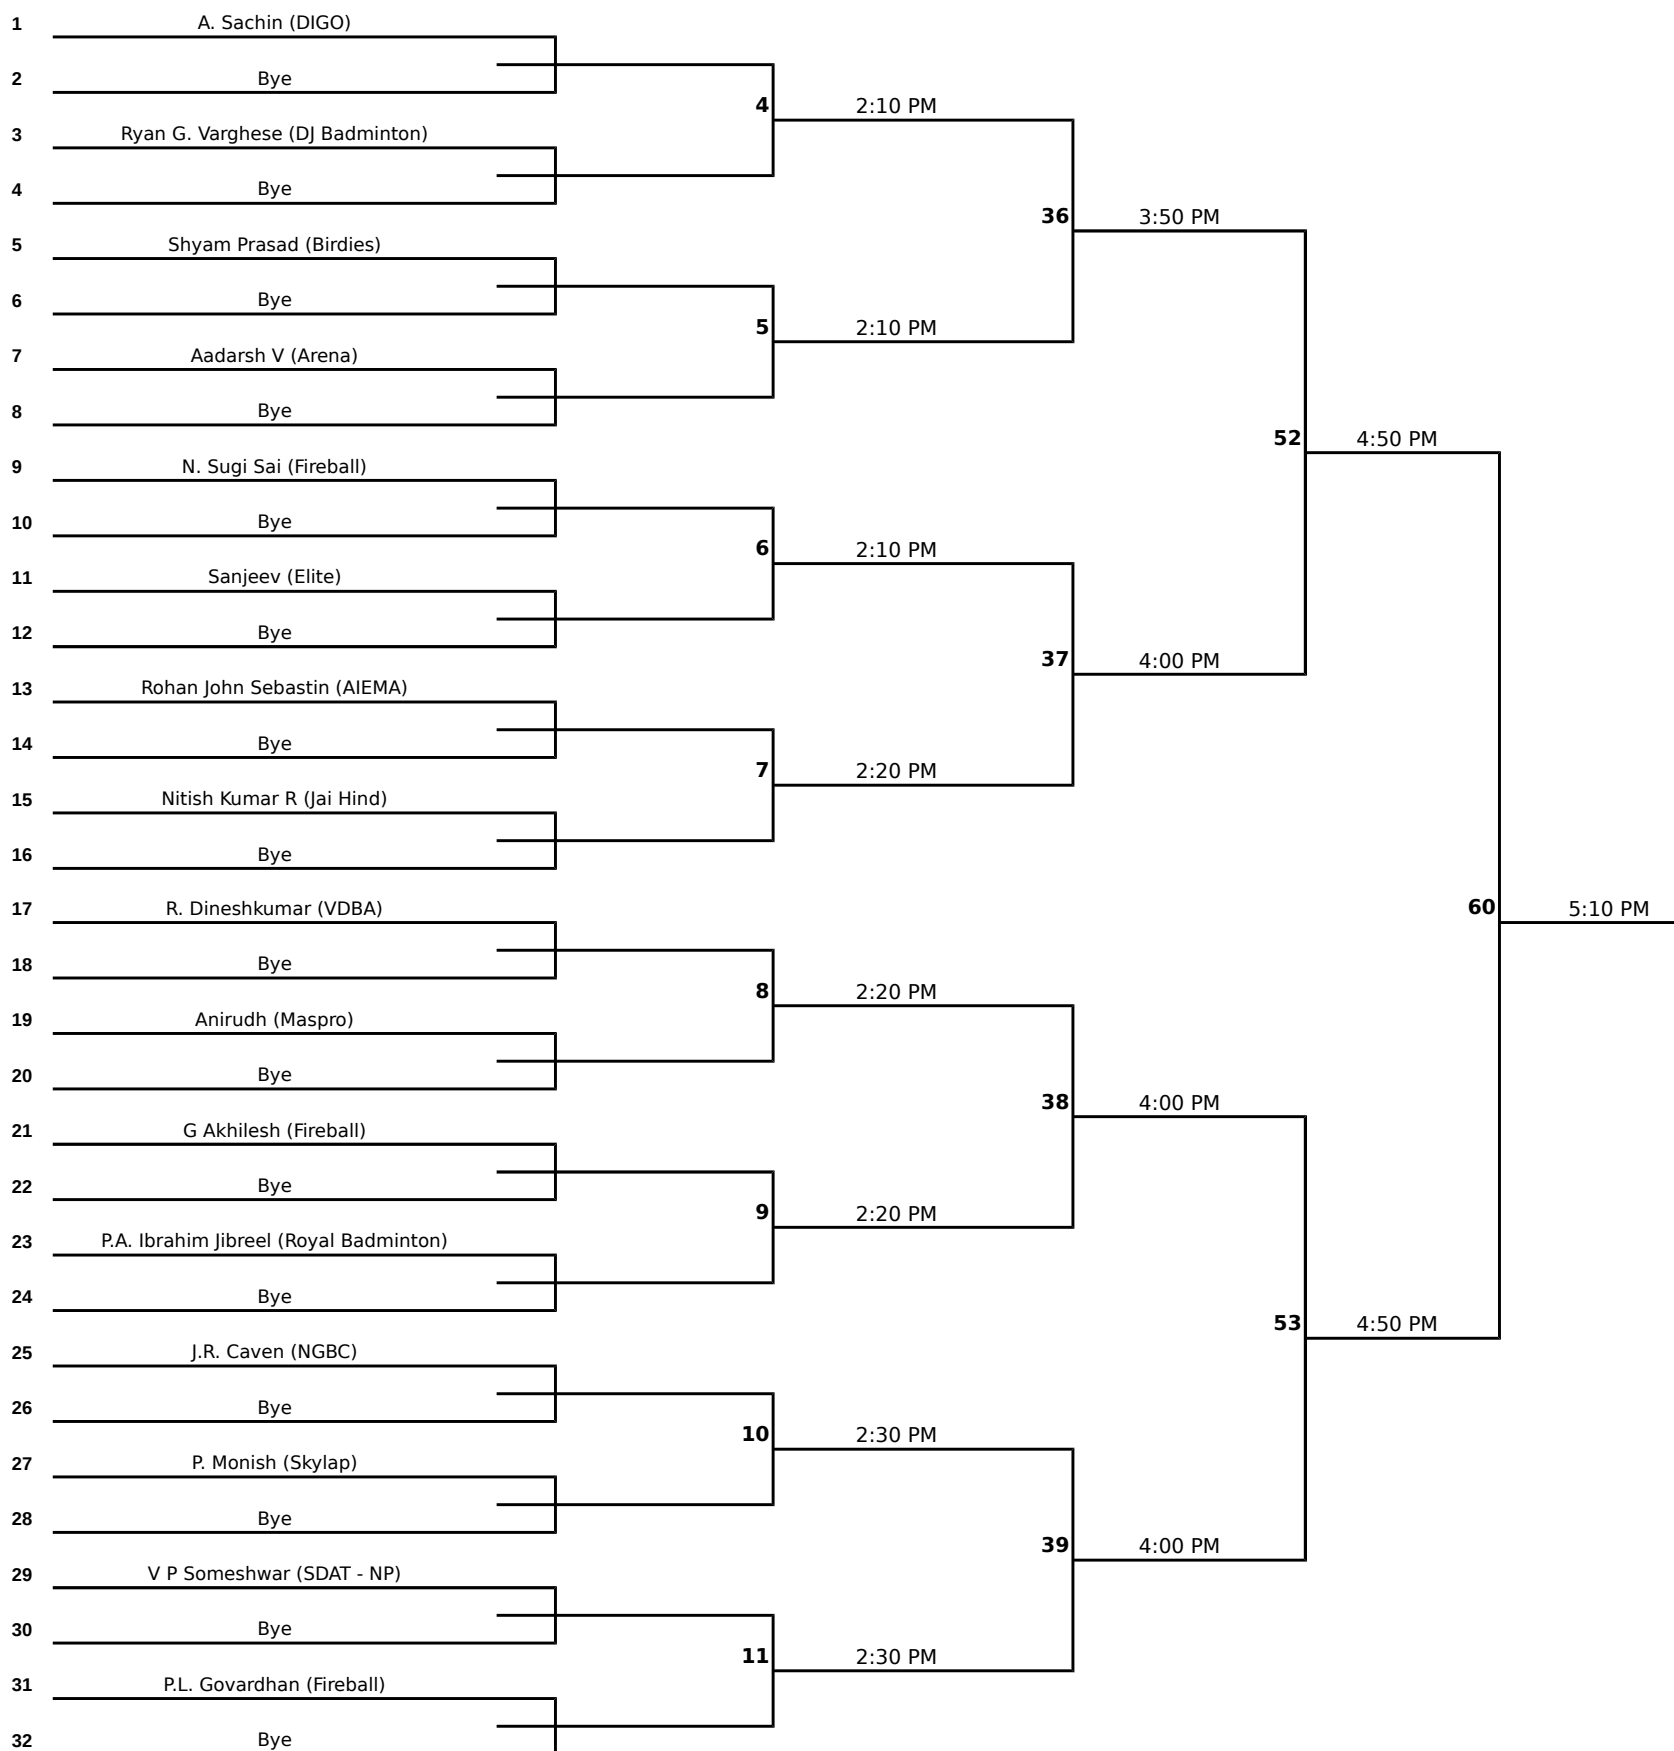 1 A. Sachin (DIGO)
2 Bye
4 2:10 PM
3 Ryan G. Varghese (DJ Badminton)
4 Bye
36 3:50 PM
5 Shyam Prasad (Birdies)
6 Bye
5 2:10 PM
7 Aadarsh V (Arena)
8 Bye
52 4:50 PM
9 N. Sugi Sai (Fireball)
10 Bye
6 2:10 PM
11 Sanjeev (Elite)
12 Bye
37 4:00 PM
13 Rohan John Sebastin (AIEMA)
14 Bye
7 2:20 PM
15 Nitish Kumar R (Jai Hind)
16 Bye
17 R. Dineshkumar (VDBA)
60 5:10 PM
18 Bye
8 2:20 PM
19 Anirudh (Maspro)
20 Bye
38 4:00 PM
21 G Akhilesh (Fireball)
22 Bye
9 2:20 PM
23 P.A. Ibrahim Jibreel (Royal Badminton)
24 Bye
53 4:50 PM
25 J.R. Caven (NGBC)
26 Bye
10 2:30 PM
27 P. Monish (Skylap)
28 Bye
39 4:00 PM
29 V P Someshwar (SDAT - NP)
30 Bye
11 2:30 PM
31 P.L. Govardhan (Fireball)
32 Bye